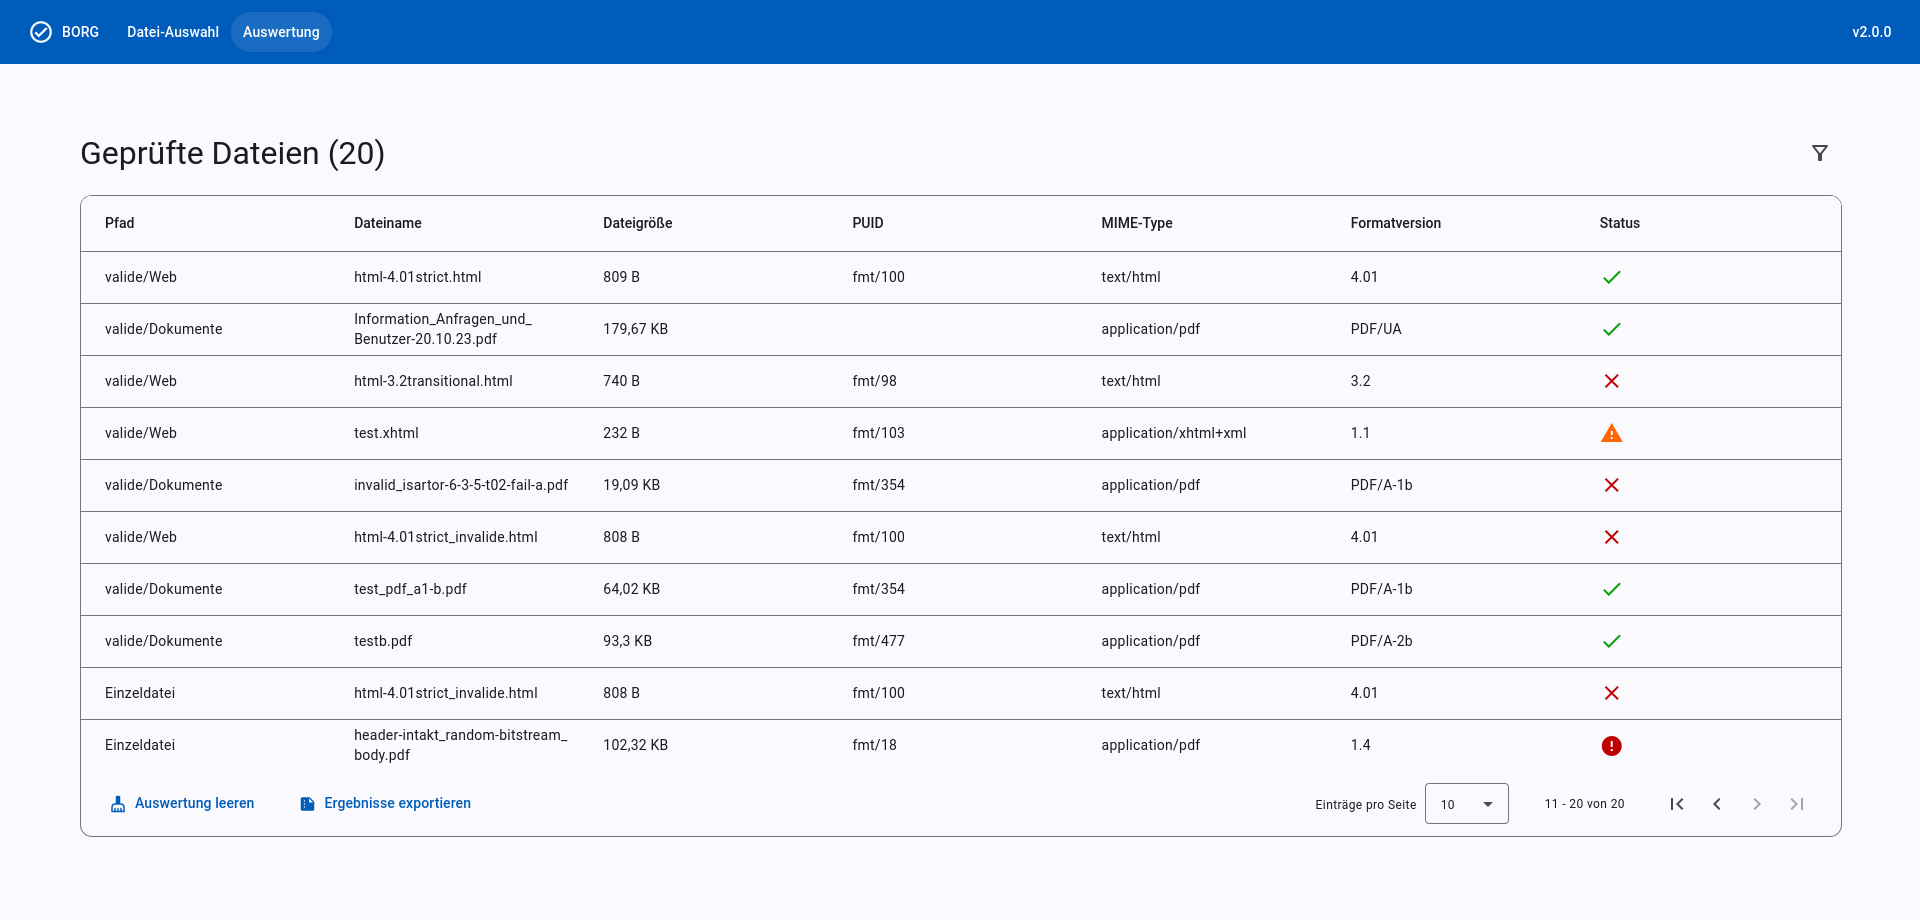 BORG Datei-Auswahl Auswertung v2.0.0
Geprüfte Dateien (20)
Pfad Dateiname Dateigröße PUID MIME-Type Formatversion Status
valide/Web html-4.01strict.html 809 B fmt/100 text/html 4.01
valide/Dokumente Information_Anfragen_und_
Benutzer-20.10.23.pdf 179,67 KB application/pdf PDF/UA
valide/Web html-3.2transitional.html 740 B fmt/98 text/html 3.2
valide/Web test.xhtml 232 B fmt/103 application/xhtml+xml 1.1
valide/Dokumente invalid_isartor-6-3-5-t02-fail-a.pdf 19,09 KB fmt/354 application/pdf PDF/A-1b
valide/Web html-4.01strict_invalide.html 808 B fmt/100 text/html 4.01
valide/Dokumente test_pdf_a1-b.pdf 64,02 KB fmt/354 application/pdf PDF/A-1b
valide/Dokumente testb.pdf 93,3 KB fmt/477 application/pdf PDF/A-2b
Einzeldatei html-4.01strict_invalide.html 808 B fmt/100 text/html 4.01
Einzeldatei header-intakt_random-bitstream_
body.pdf 102,32 KB fmt/18 application/pdf 1.4
Auswertung leeren Ergebnisse exportieren Einträge pro Seite 10 11 - 20 von 20